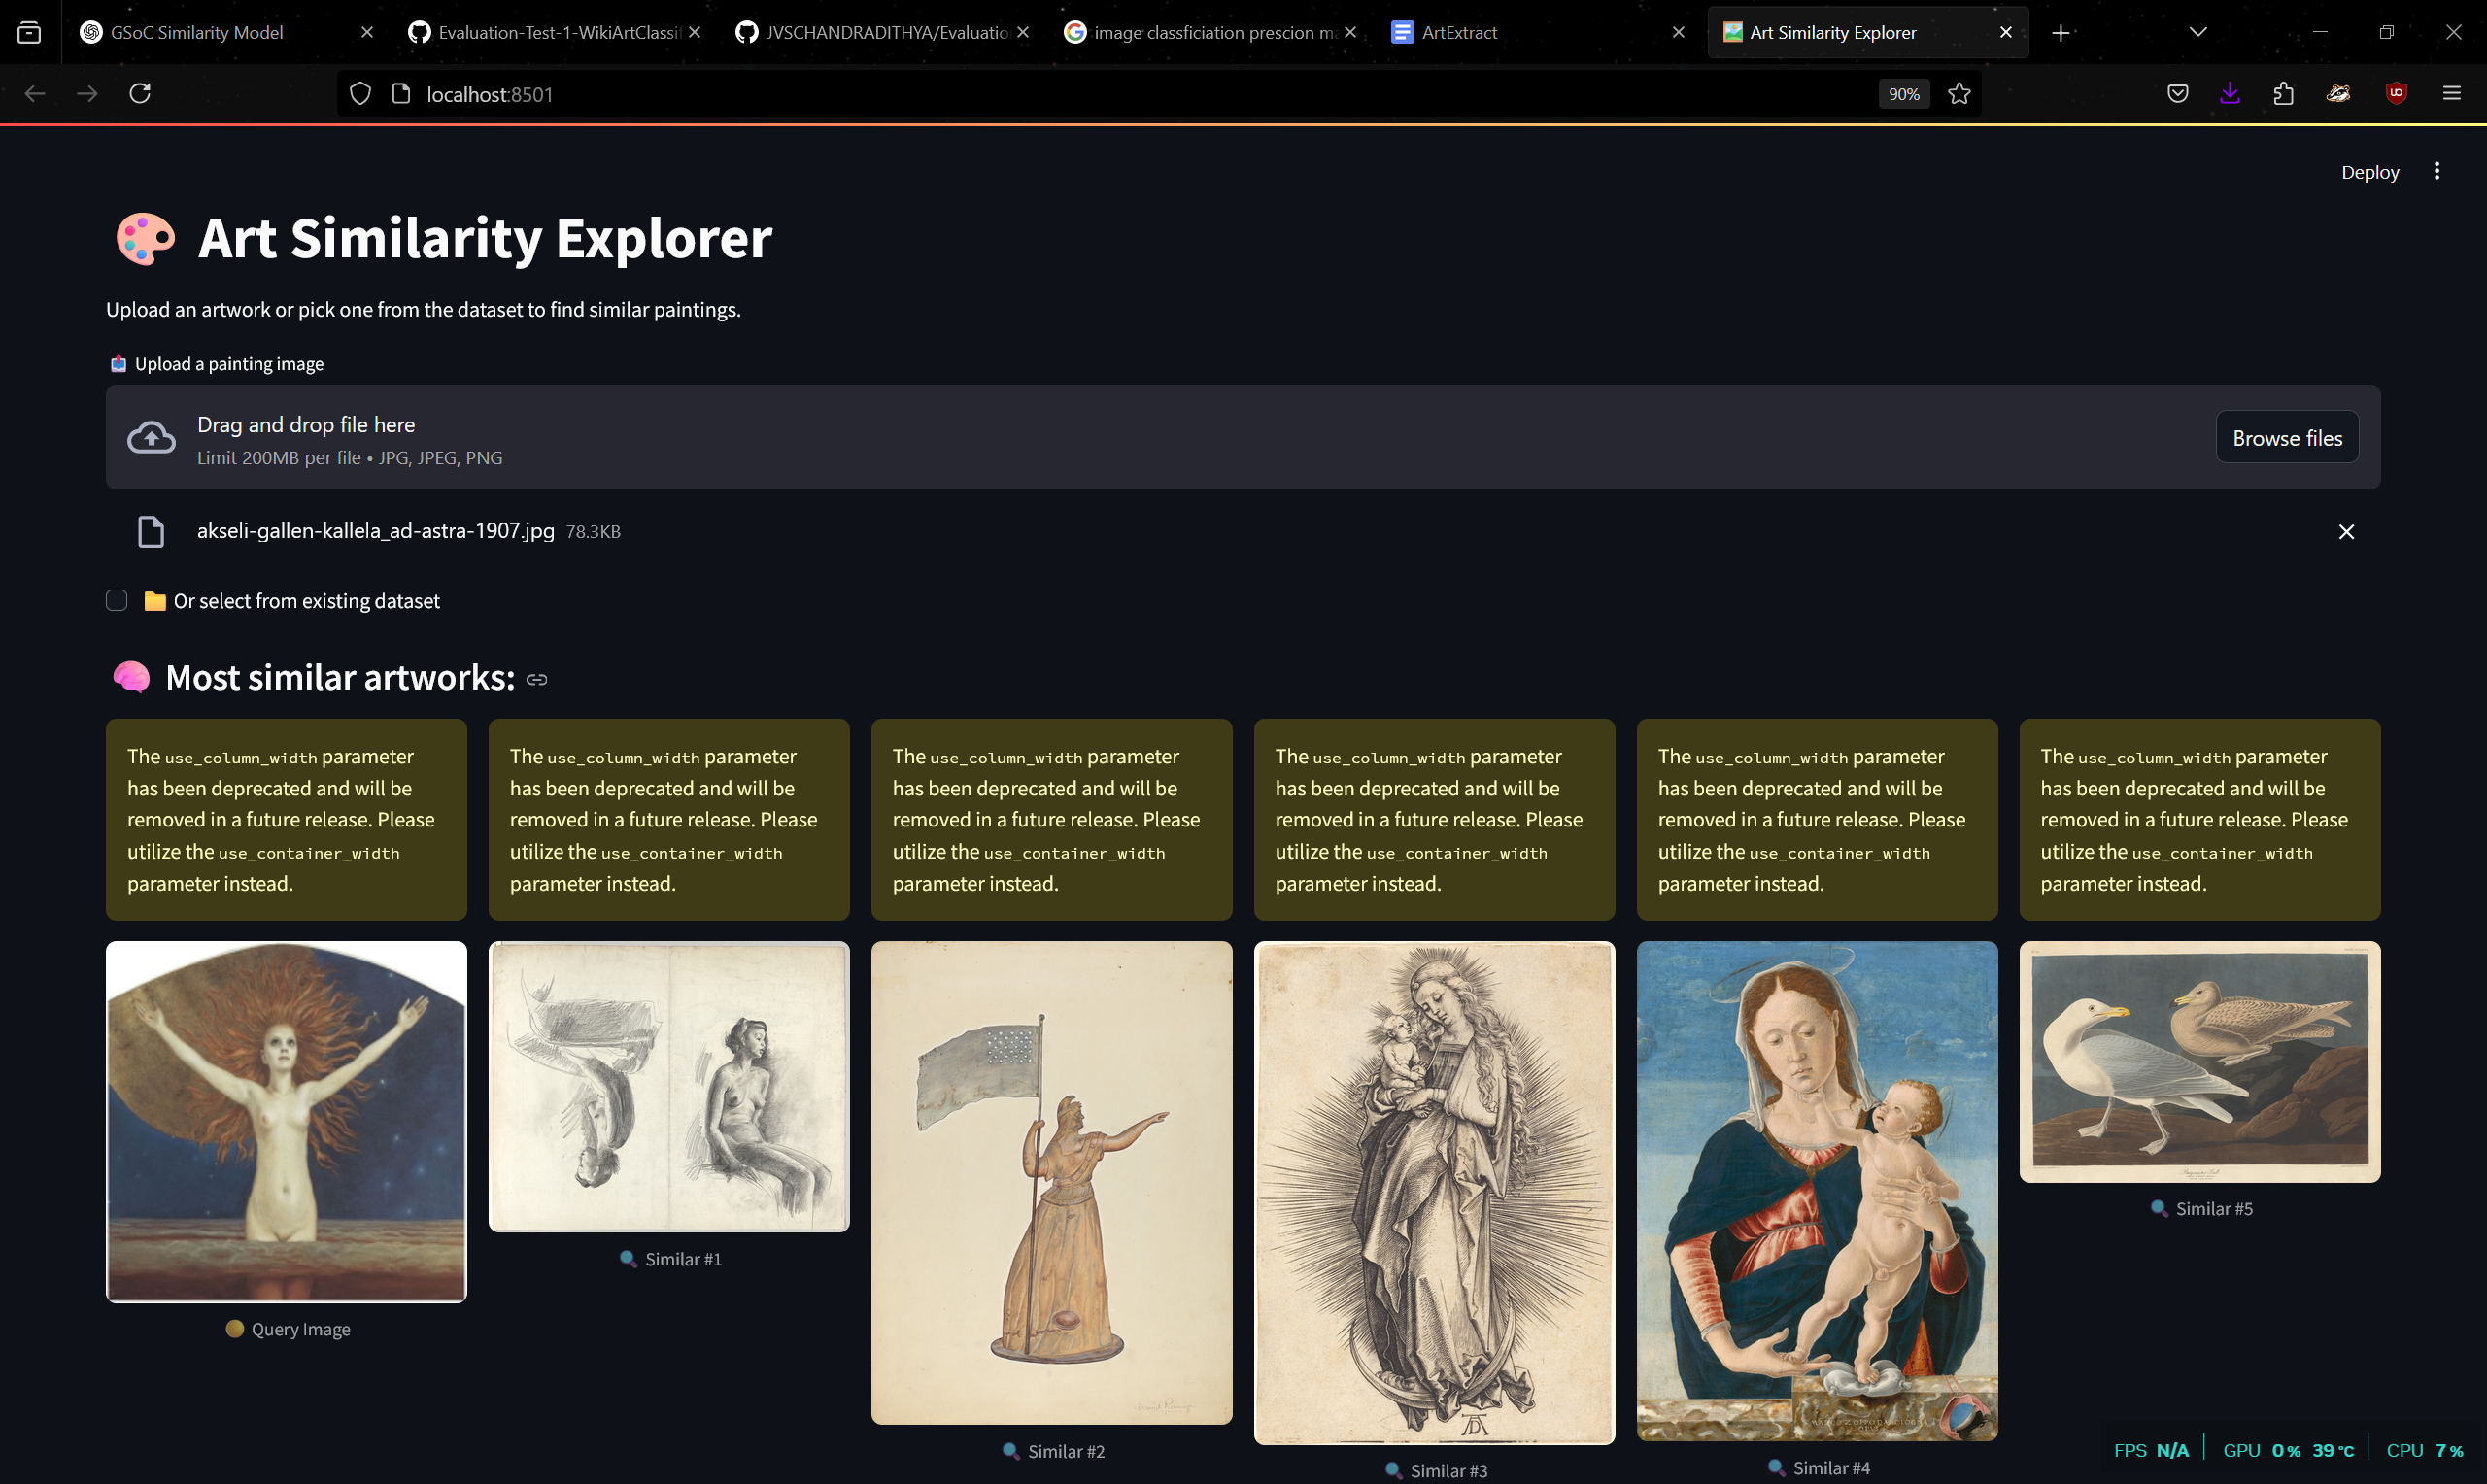 GSoC Similarity Model
Evaluation-Test-1-WikiArtClassif
JVSCHANDRADITHYA/Evaluatio
image classficiation prescion m
ArtExtract
Art Similarity Explorer
localhost:8501
90%
Deploy
🎨 Art Similarity Explorer
Upload an artwork or pick one from the dataset to find similar paintings.
📤 Upload a painting image
Drag and drop file here
Limit 200MB per file • JPG, JPEG, PNG
Browse files
akseli-gallen-kallela_ad-astra-1907.jpg 78.3KB
📁 Or select from existing dataset
🧠 Most similar artworks:
The use_column_width parameter
has been deprecated and will be
removed in a future release. Please
utilize the use_container_width
parameter instead.
The use_column_width parameter
has been deprecated and will be
removed in a future release. Please
utilize the use_container_width
parameter instead.
The use_column_width parameter
has been deprecated and will be
removed in a future release. Please
utilize the use_container_width
parameter instead.
The use_column_width parameter
has been deprecated and will be
removed in a future release. Please
utilize the use_container_width
parameter instead.
The use_column_width parameter
has been deprecated and will be
removed in a future release. Please
utilize the use_container_width
parameter instead.
The use_column_width parameter
has been deprecated and will be
removed in a future release. Please
utilize the use_container_width
parameter instead.
🟡 Query Image
🔍 Similar #1
🔍 Similar #2
AD
🔍 Similar #3
🔍 Similar #4
🔍 Similar #5
FPS N/A GPU 0% 39°C CPU 7%